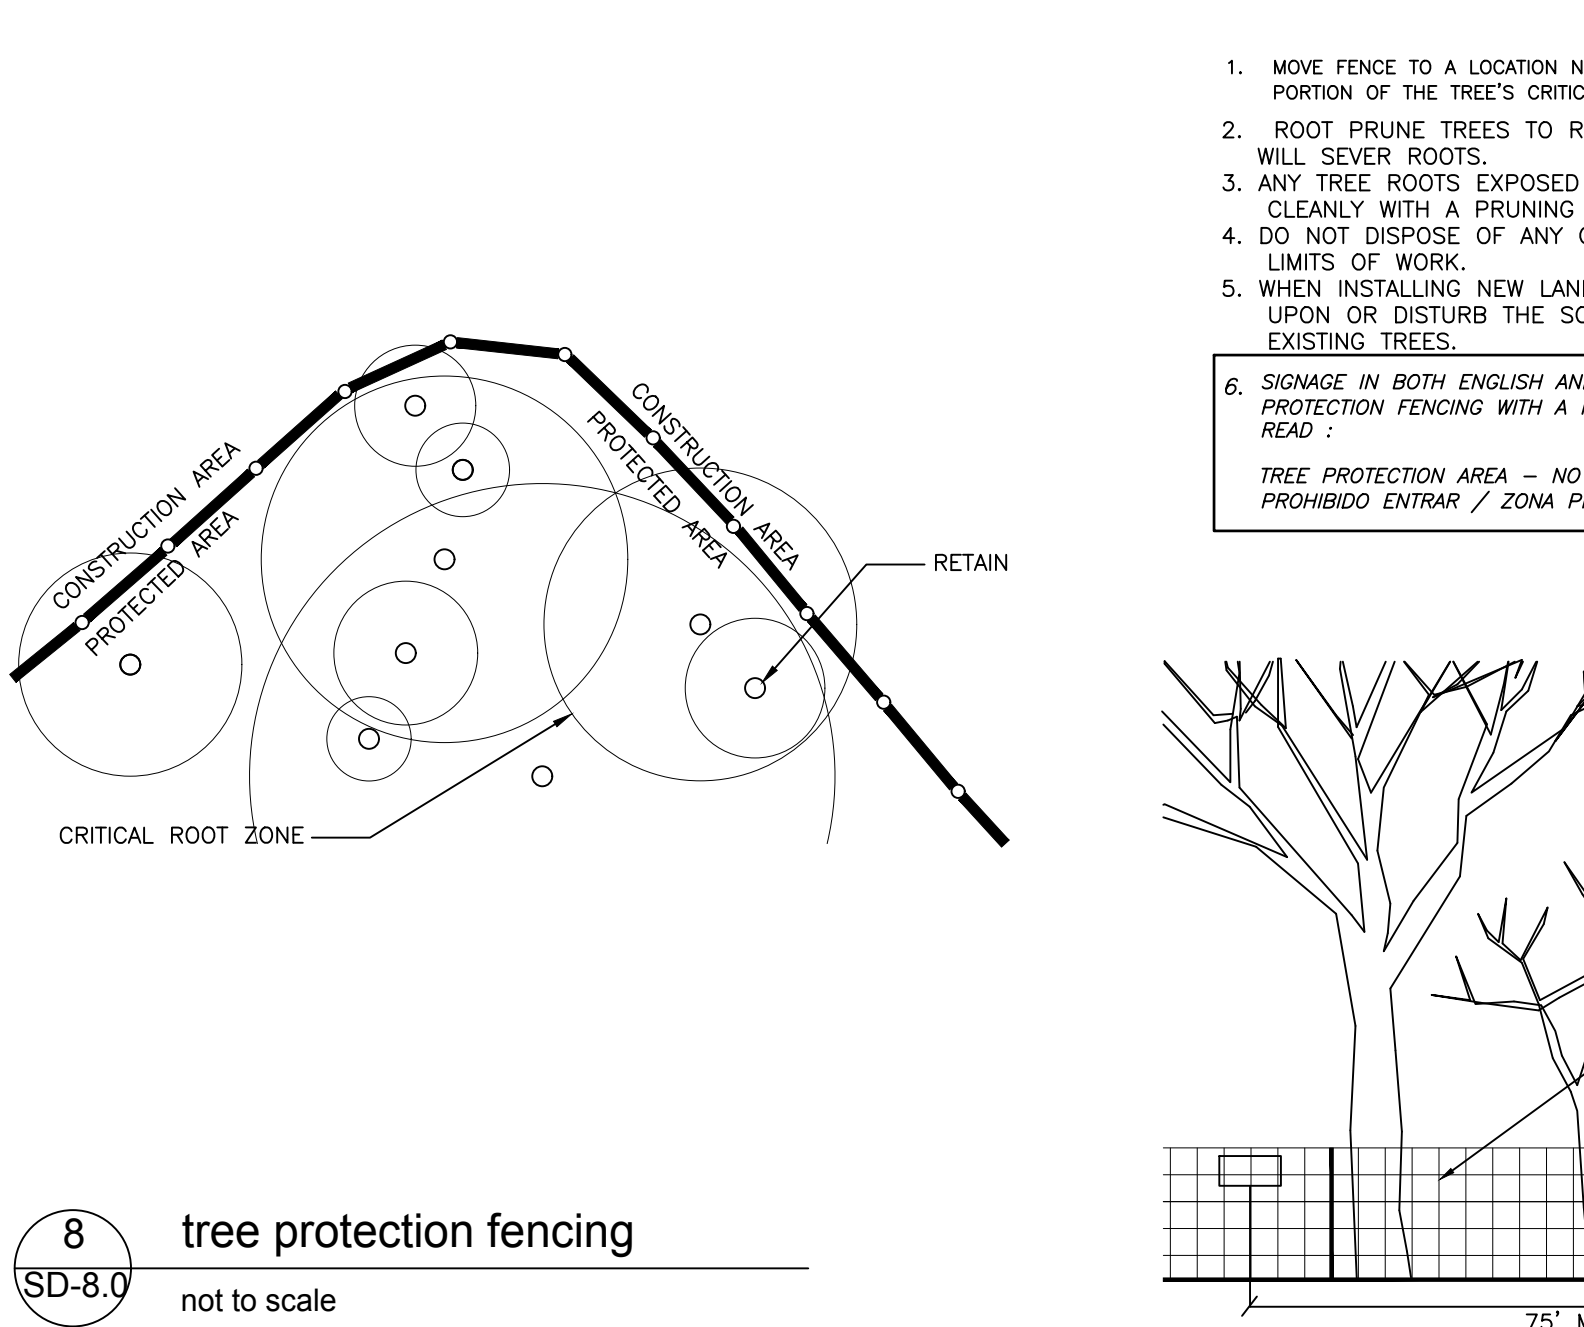 1. MOVE FENCE TO A LOCATION
PORTION OF THE TREE'S
2. ROOT PRUNE TREES TO
WILL SEVER ROOTS.
3. ANY TREE ROOTS EXPOSED
CLEANLY WITH A PRUNING
4. DO NOT DISPOSE OF ANY
LIMITS OF WORK.
5. WHEN INSTALLING NEW
UPON OR DISTURB THE
EXISTING TREES.
6. SIGNAGE IN BOTH ENGLISH
PROTECTION FENCING WITH A
READ :
TREE PROTECTION AREA – NO
PROHIBIDO ENTRAR / ZONA
CONSTRUCTION AREA
PROTECTED AREA
CONSTRUCTION AREA
PROTECTED AREA
RETAIN
CRITICAL ROOT ZONE
8
SD-8.0
tree protection fencing
not to scale
75'